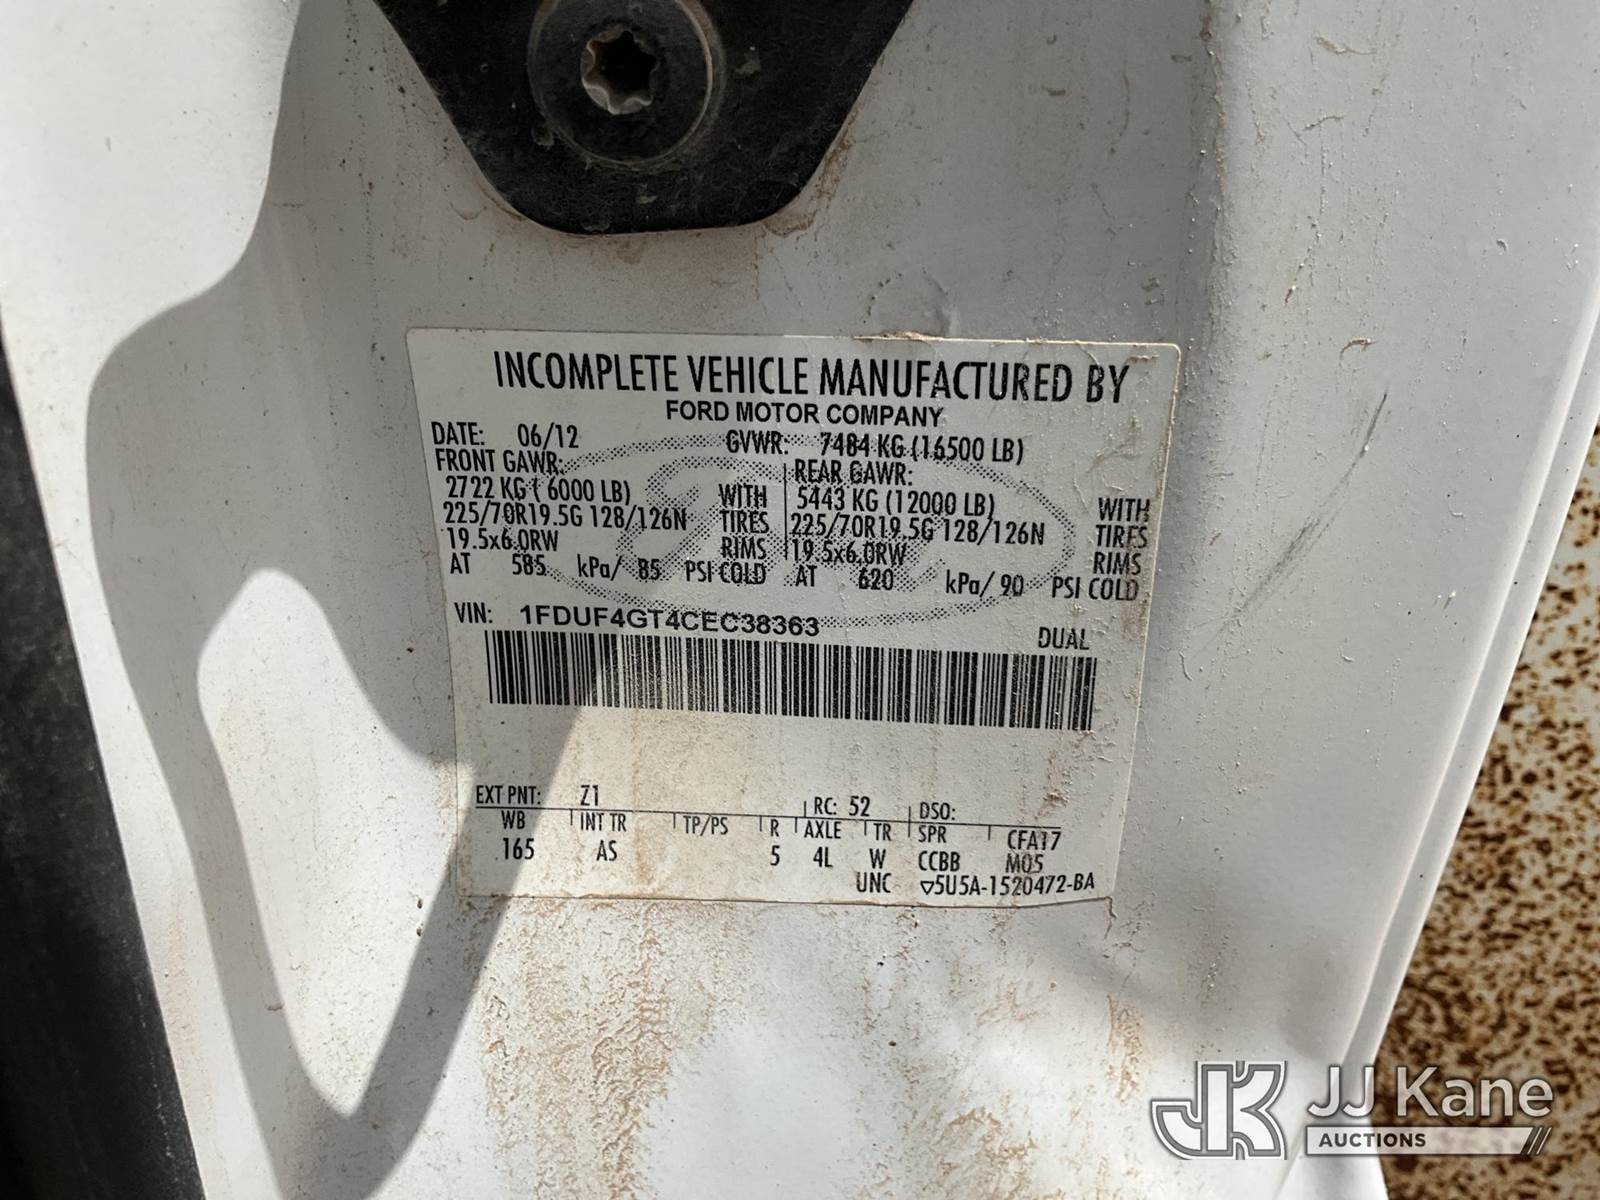 INCOMPLETE VEHICLE MANUFACTURED BY
FORD MOTOR COMPANY
DATE: 06/12 GVWR: 7484 KG (16500 LB)
FRONT GAWR: REAR GAWR:
2722 KG ( 6000 LB) WITH 5443 KG (12000 LB) WITH
225/70R19.5G 128/126N TIRES 225/70R19.5G 128/126N TIRES
19.5x6.0RW RIMS 19.5x6.0RW RIMS
AT 585 kPa/ 85 PSI COLD AT 620 kPa/ 90 PSI COLD
VIN: 1FDUF4GT4CEC38363 DUAL
EXT PNT: Z1 RC: 52 DSO:
WB INT TR TP/PS R AXLE TR SPR CFA17
165 AS 5 4L W CCBB M05
UNC ▽5U5A-1520472-BA
JK JJ Kane
AUCTIONS